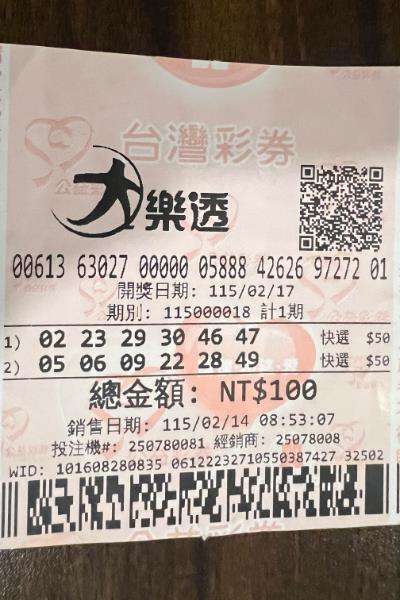 台灣彩券
大樂透
00613 63027 00000 05888 42626 97272 01
開獎日期: 115/02/17
期別: 115000018 計1期
1) 02 23 29 30 46 47 快選 $50
2) 05 06 09 22 28 49 快選 $50
總金額: NT$100
銷售日期: 115/02/14 08:53:07
投注機#: 250780081 經銷商: 25078008
WID: 101608280835 061222327105503874​27 32502